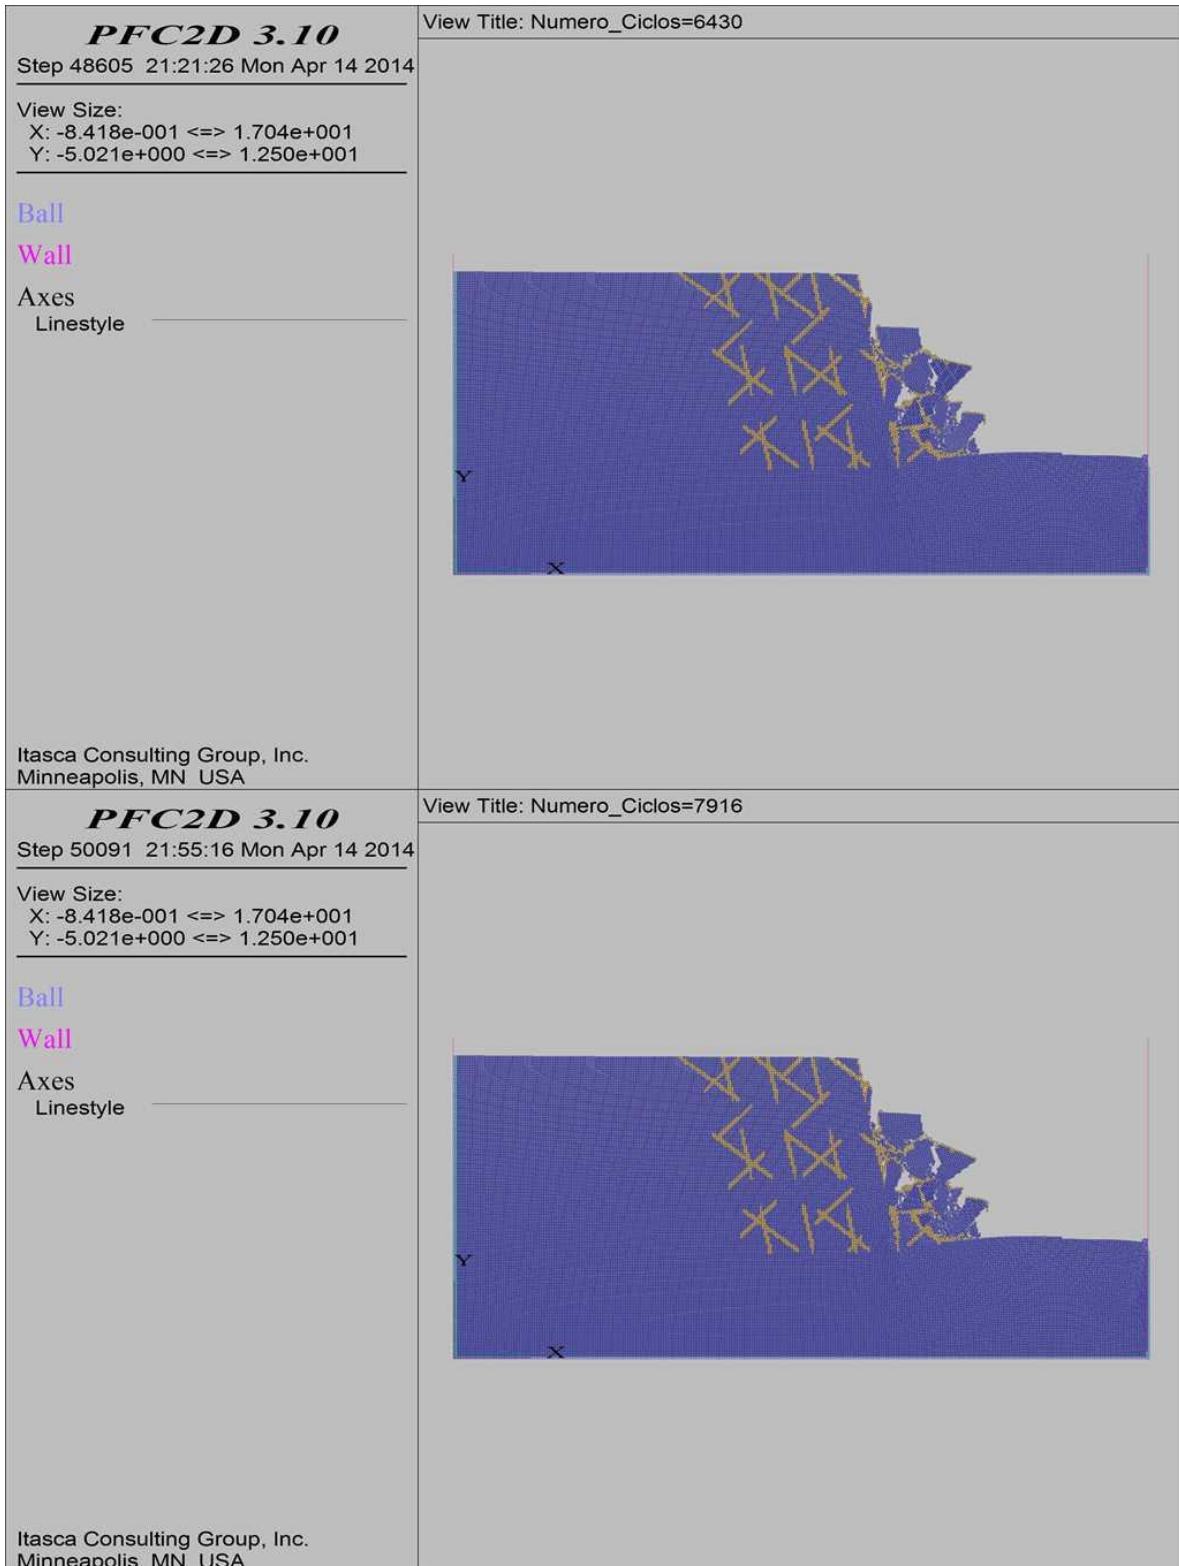 PFC2D 3.10
Step 48605 21:21:26 Mon Apr 14 2014
View Size:
X: -8.418e-001 <=> 1.704e+001
Y: -5.021e+000 <=> 1.250e+001
Ball
Wall
Axes
Linestyle
Itasca Consulting Group, Inc.
Minneapolis, MN USA
View Title: Numero_Ciclos=6430
Y
X
PFC2D 3.10
Step 50091 21:55:16 Mon Apr 14 2014
View Size:
X: -8.418e-001 <=> 1.704e+001
Y: -5.021e+000 <=> 1.250e+001
Ball
Wall
Axes
Linestyle
Itasca Consulting Group, Inc.
Minneapolis, MN USA
View Title: Numero_Ciclos=7916
Y
X